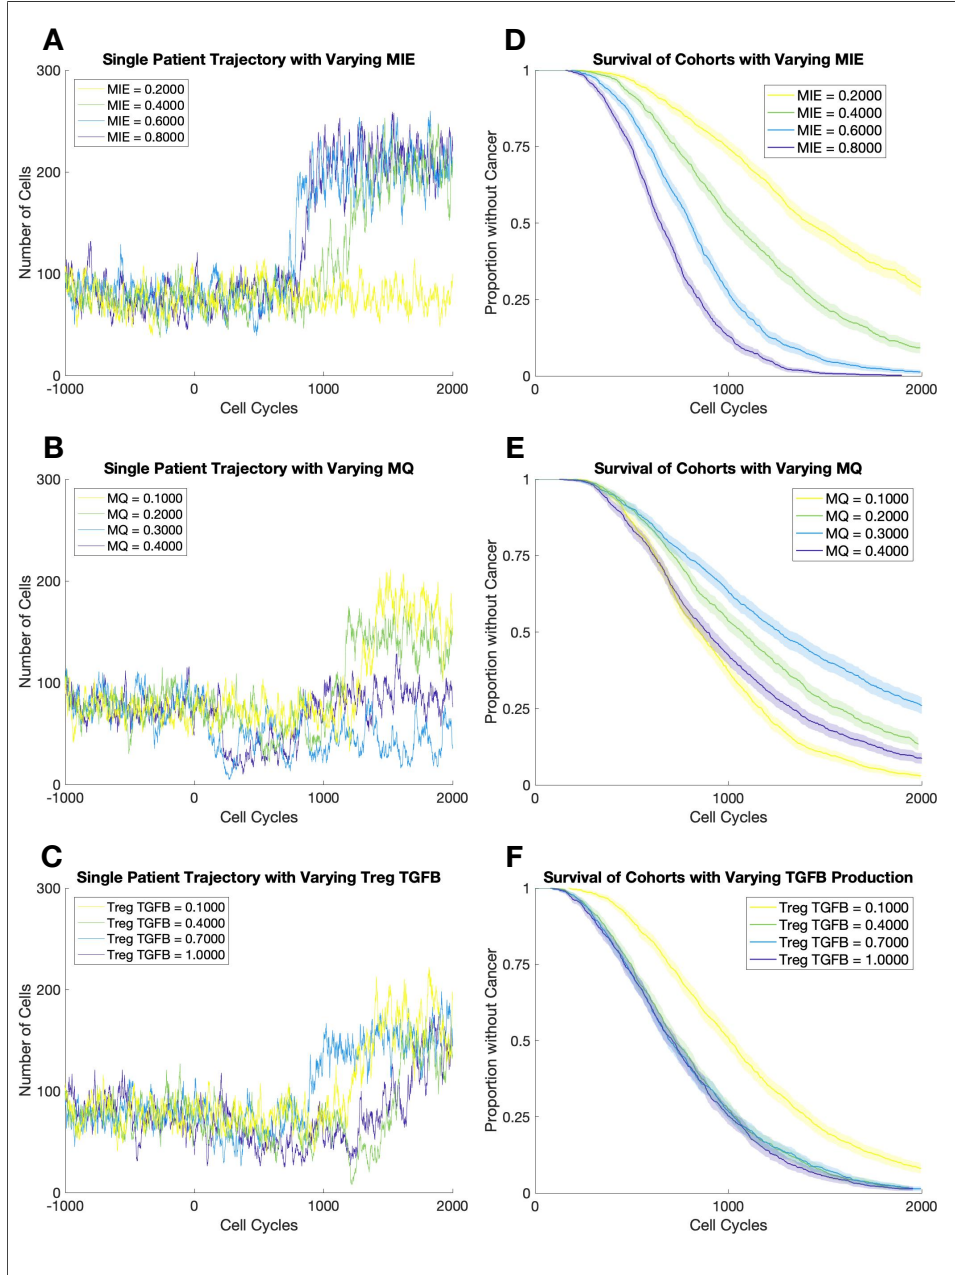 A
Single Patient Trajectory with Varying MIE
300
200
100
0
-1000
0
1000
2000
Number of Cells
Cell Cycles
MIE = 0.2000
MIE = 0.4000
MIE = 0.6000
MIE = 0.8000
D
Survival of Cohorts with Varying MIE
1
0.75
0.5
0.25
0
0
1000
2000
Proportion without Cancer
Cell Cycles
MIE = 0.2000
MIE = 0.4000
MIE = 0.6000
MIE = 0.8000
B
Single Patient Trajectory with Varying MQ
300
200
100
0
-1000
0
1000
2000
Number of Cells
Cell Cycles
MQ = 0.1000
MQ = 0.2000
MQ = 0.3000
MQ = 0.4000
E
Survival of Cohorts with Varying MQ
1
0.75
0.5
0.25
0
0
1000
2000
Proportion without Cancer
Cell Cycles
MQ = 0.1000
MQ = 0.2000
MQ = 0.3000
MQ = 0.4000
C
Single Patient Trajectory with Varying Treg TGFB
300
200
100
0
-1000
0
1000
2000
Number of Cells
Cell Cycles
Treg TGFB = 0.1000
Treg TGFB = 0.4000
Treg TGFB = 0.7000
Treg TGFB = 1.0000
F
Survival of Cohorts with Varying TGFB Production
1
0.75
0.5
0.25
0
0
1000
2000
Proportion without Cancer
Cell Cycles
Treg TGFB = 0.1000
Treg TGFB = 0.4000
Treg TGFB = 0.7000
Treg TGFB = 1.0000